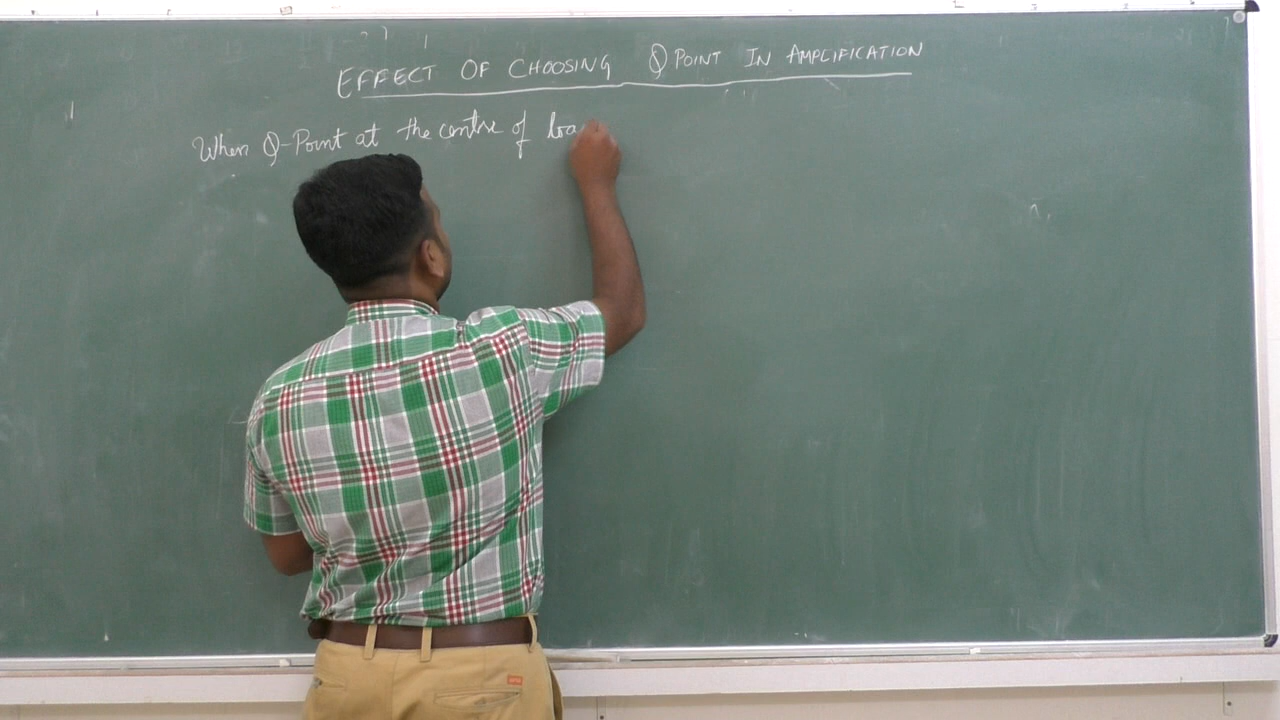 EFFECT OF CHOOSING Q POINT IN AMPLIFICATION
When Q-Point at the centre of loa